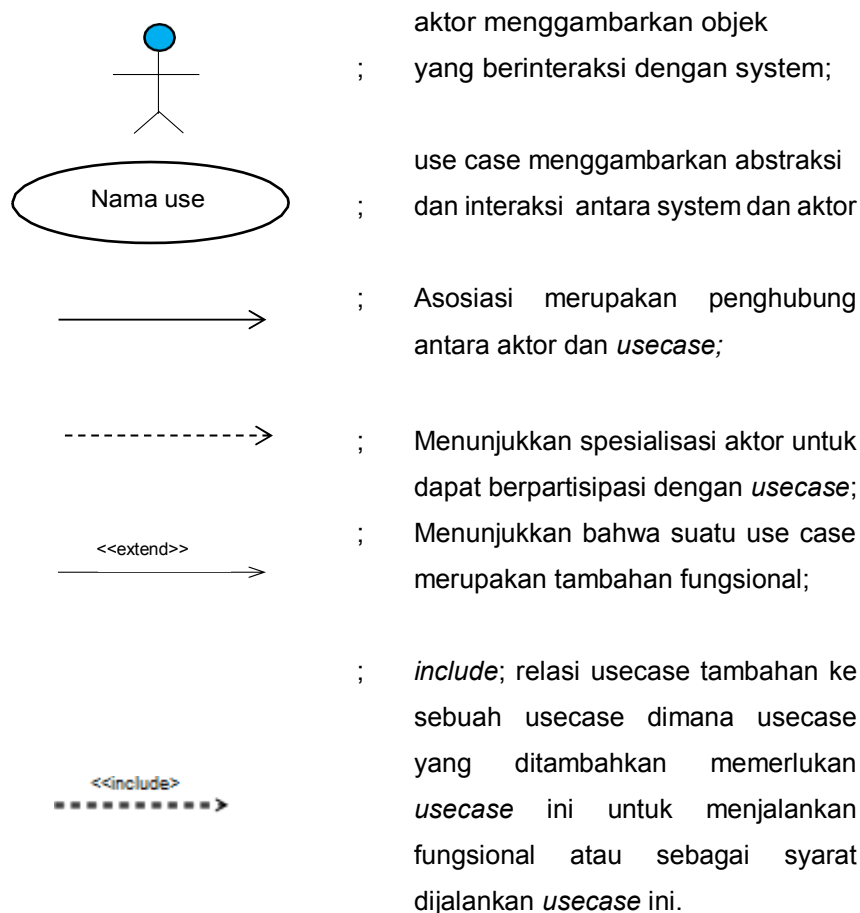 aktor menggambarkan objek
; yang berinteraksi dengan system;
use case menggambarkan abstraksi
Nama use ; dan interaksi antara system dan aktor
; Asosiasi merupakan penghubung
antara aktor dan usecase;
; Menunjukkan spesialisasi aktor untuk
dapat berpartisipasi dengan usecase;
<<extend>> ; Menunjukkan bahwa suatu use case
merupakan tambahan fungsional;
; include; relasi usecase tambahan ke
sebuah usecase dimana usecase
yang ditambahkan memerlukan
<<include> usecase ini untuk menjalankan
fungsional atau sebagai syarat
dijalankan usecase ini.